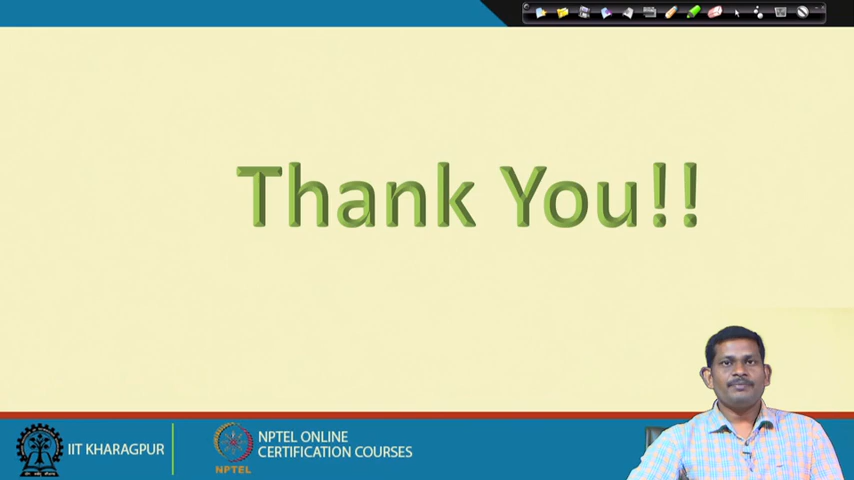 Thank You!!
IIT KHARAGPUR
NPTEL
NPTEL ONLINE
CERTIFICATION COURSES